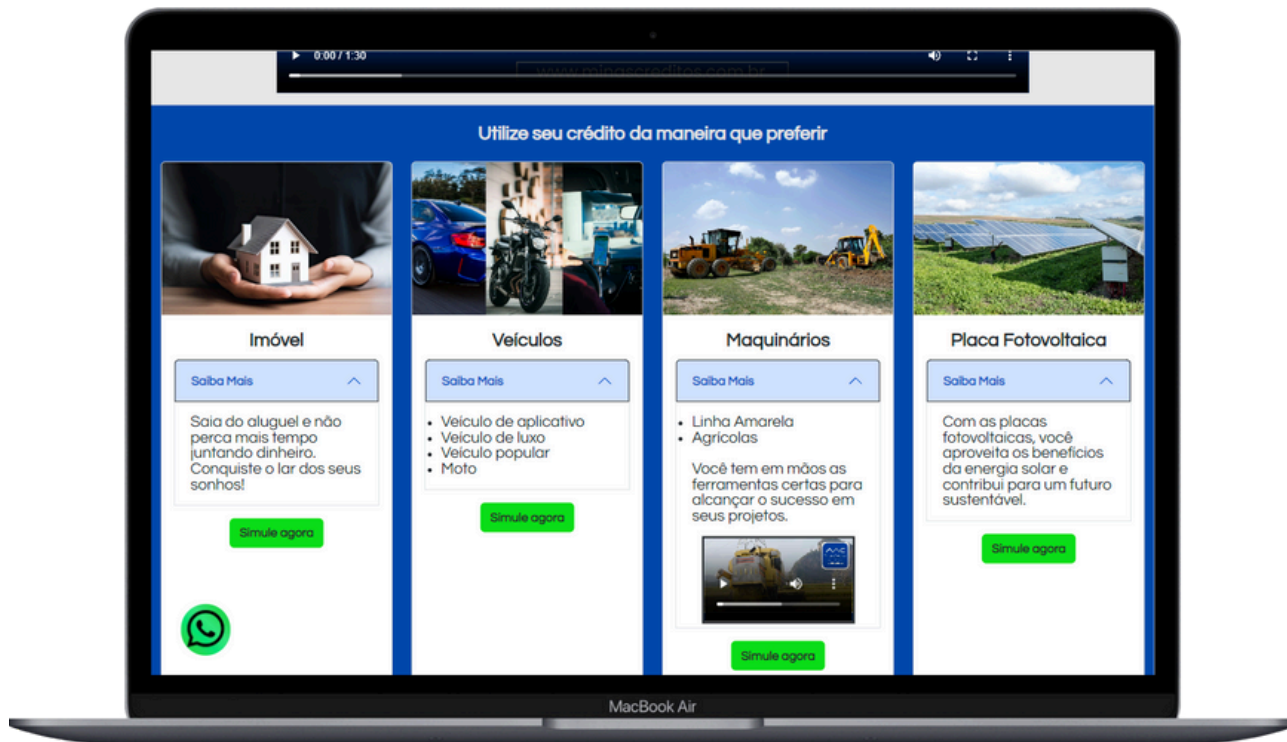 0:00 / 1:30
www.minascreditos.com.br
Utilize seu crédito da maneira que preferir
Imóvel
Saiba Mais
Saia do aluguel e não
perca mais tempo
juntando dinheiro.
Conquiste o lar dos seus
sonhos!
Simule agora
Veículos
Saiba Mais
• Veículo de aplicativo
• Veículo de luxo
• Veículo popular
• Moto
Simule agora
Maquinários
Saiba Mais
• Linha Amarela
• Agrícolas
Você tem em mãos as
ferramentas certas para
alcançar o sucesso em
seus projetos.
Simule agora
Placa Fotovoltaica
Saiba Mais
Com as placas
fotovoltaicas, você
aproveita os benefícios
da energia solar e
contribui para um futuro
sustentável.
Simule agora
MacBook Air